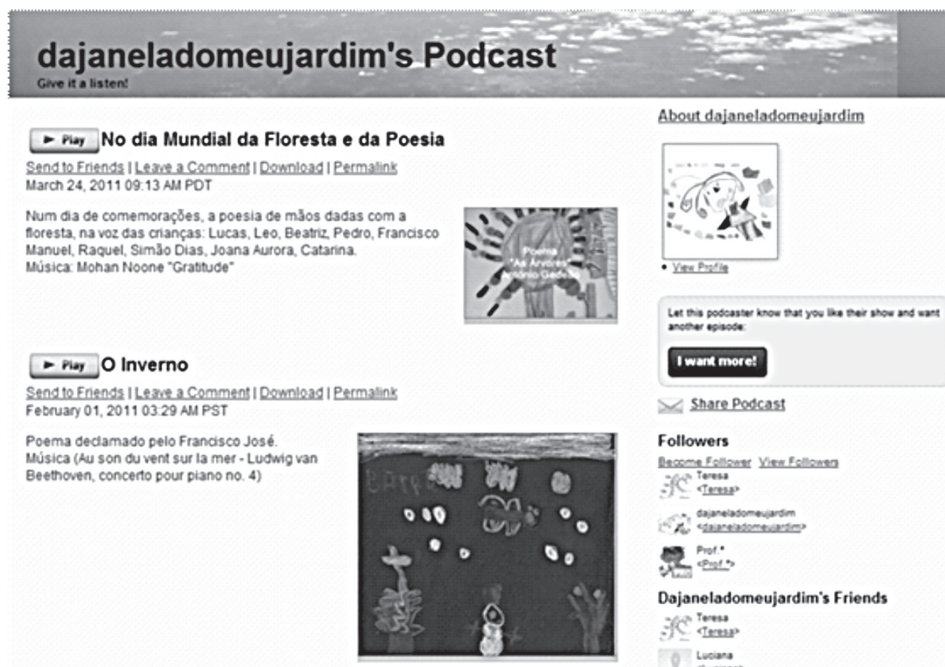 dajaneladomeujardim's Podcast
Give it a listen!
► Play No dia Mundial da Floresta e da Poesia
Send to Friends | Leave a Comment | Download | Permalink
March 24, 2011 09:13 AM PDT
Num dia de comemorações, a poesia de mãos dadas com a
floresta, na voz das crianças: Lucas, Leo, Beatriz, Pedro, Francisco
Manuel, Raquel, Simão Dias, Joana Aurora, Catarina.
Música: Mohan Noone "Gratitude"
Poema
"As Árvores"
António Gedeão
► Play O Inverno
Send to Friends | Leave a Comment | Download | Permalink
February 01, 2011 03:29 AM PST
Poema declamado pelo Francisco José.
Música (Au son du vent sur la mer - Ludwig van
Beethoven, concerto pour piano no. 4)
About dajaneladomeujardim
• View Profile
Let this podcaster know that you like their show and want
another episode:
I want more!
Share Podcast
Followers
Become Follower View Followers
Teresa
<Teresa>
dajaneladomeujardim
<dajaneladomeujardim>
Prof.*
<Prof.*>
Dajaneladomeujardim's Friends
Teresa
<Teresa>
Luciana